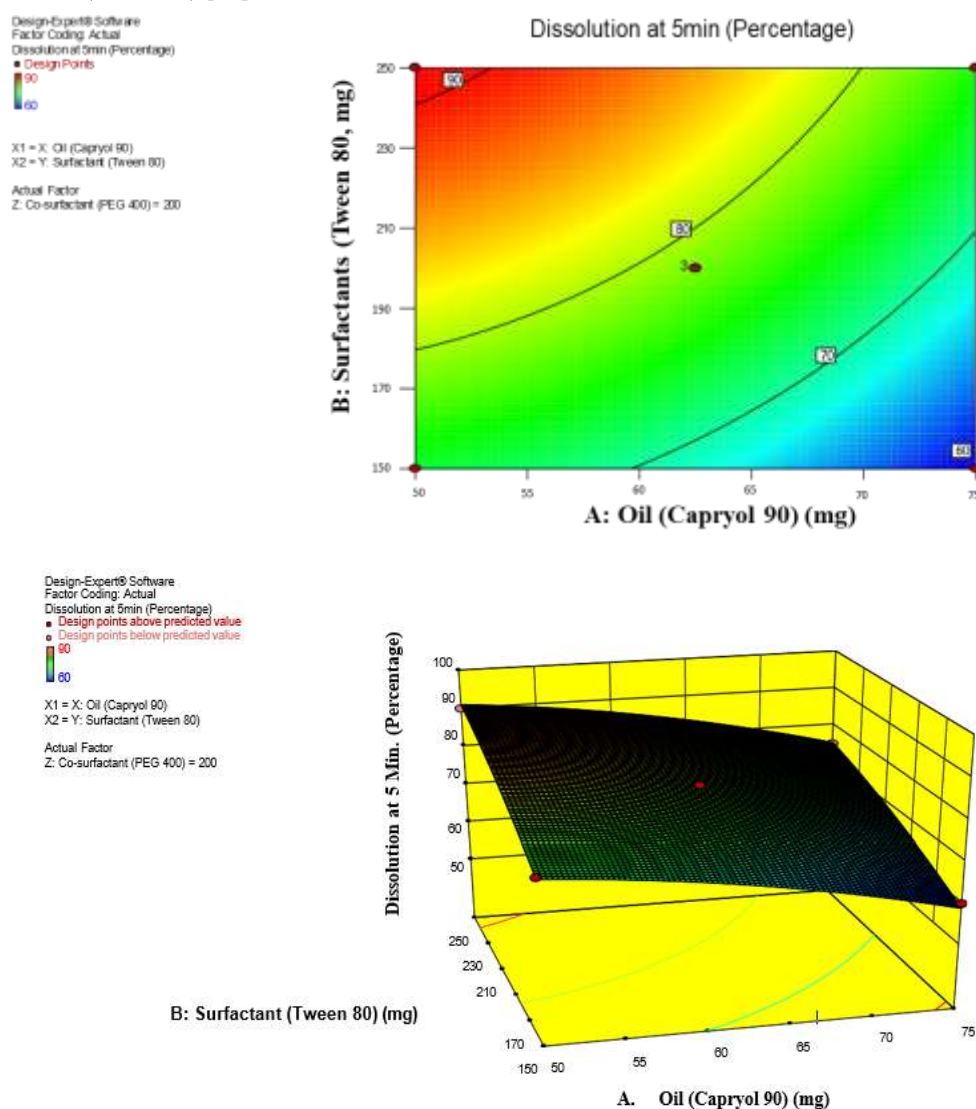 Design-Expert® Software
Factor Coding: Actual
Dissolution at 5min (Percentage)
● Design Points
90
60
X1 = X: Oil (Capryol 90)
X2 = Y: Surfactant (Tween 80)
Actual Factor
Z: Co-surfactant (PEG 400) = 200
Dissolution at 5min (Percentage)
B: Surfactants (Tween 80, mg)
250
230
210
190
170
150
90
80
3
70
60
50
55
60
65
70
75
A: Oil (Capryol 90) (mg)
Design-Expert® Software
Factor Coding: Actual
Dissolution at 5min (Percentage)
● Design points above predicted value
○ Design points below predicted value
90
60
X1 = X: Oil (Capryol 90)
X2 = Y: Surfactant (Tween 80)
Actual Factor
Z: Co-surfactant (PEG 400) = 200
Dissolution at 5 Min. (Percentage)
100
90
80
70
60
50
250
230
210
170
150
B: Surfactant (Tween 80) (mg)
50
55
60
65
70
75
A. Oil (Capryol 90) (mg)